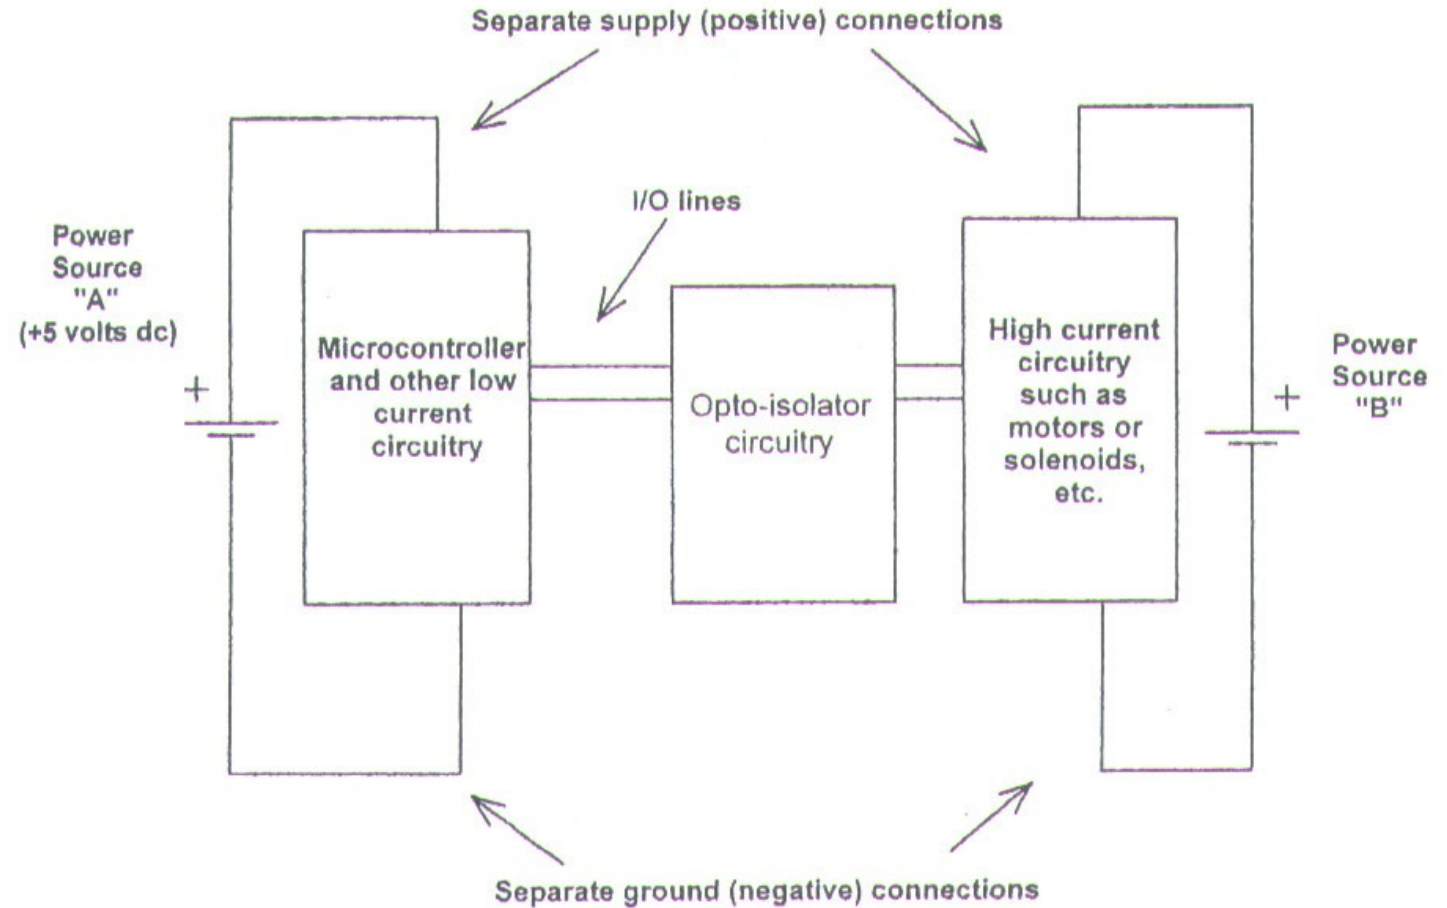 Separate supply (positive) connections
I/O lines
Power
Source
"A"
(+5 volts dc)
+
Microcontroller
and other low
current
circuitry
Opto-isolator
circuitry
High current
circuitry
such as
motors or
solenoids,
etc.
+
Power
Source
"B"
Separate ground (negative) connections